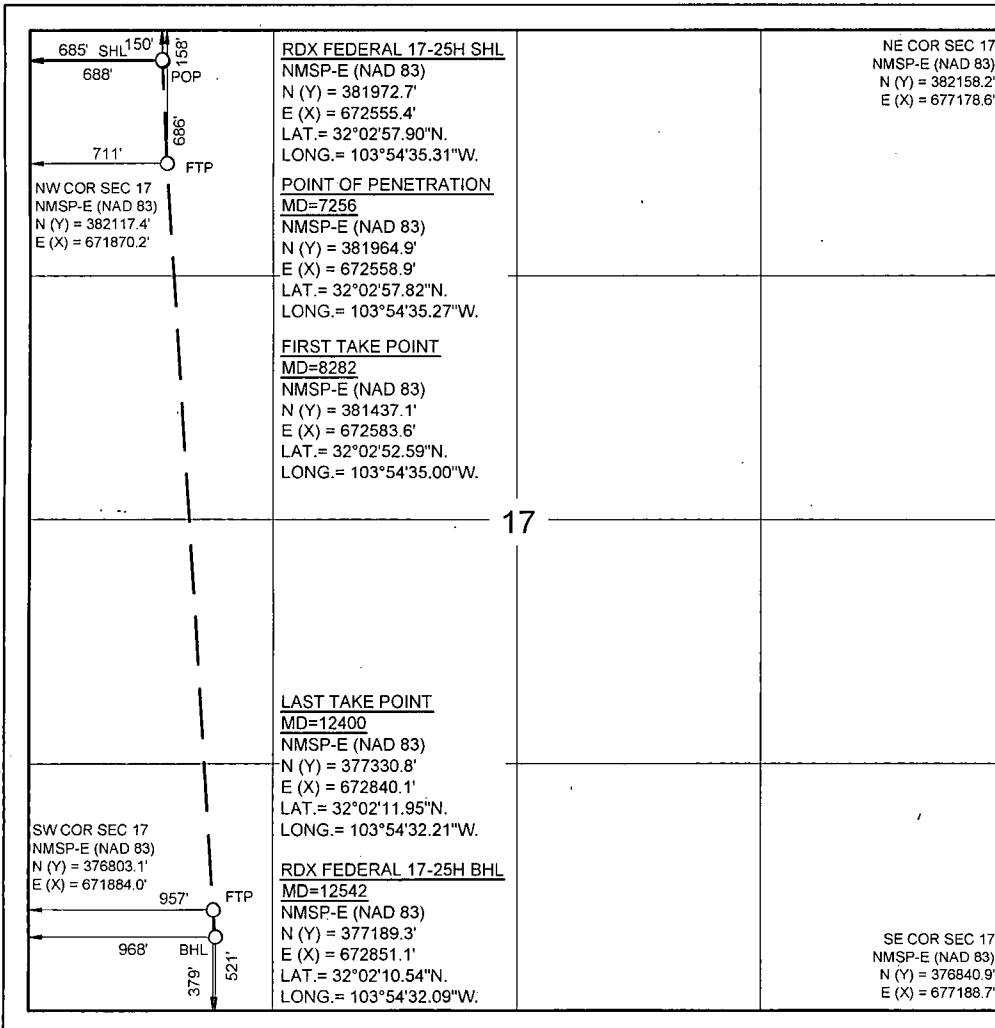 685' SHL 150'
158'
688' POP
686'
711' FTP
NW COR SEC 17
NMSP-E (NAD 83)
N (Y) = 382117.4'
E (X) = 671870.2'
RDX FEDERAL 17-25H SHL
NMSP-E (NAD 83)
N (Y) = 381972.7'
E (X) = 672555.4'
LAT.= 32°02'57.90"N.
LONG.= 103°54'35.31"W.
POINT OF PENETRATION
MD=7256
NMSP-E (NAD 83)
N (Y) = 381964.9'
E (X) = 672558.9'
LAT.= 32°02'57.82"N.
LONG.= 103°54'35.27"W.
FIRST TAKE POINT
MD=8282
NMSP-E (NAD 83)
N (Y) = 381437.1'
E (X) = 672583.6'
LAT.= 32°02'52.59"N.
LONG.= 103°54'35.00"W.
NE COR SEC 17
NMSP-E (NAD 83)
N (Y) = 382158.2'
E (X) = 677178.6'
17
LAST TAKE POINT
MD=12400
NMSP-E (NAD 83)
N (Y) = 377330.8'
E (X) = 672840.1'
LAT.= 32°02'11.95"N.
LONG.= 103°54'32.21"W.
SW COR SEC 17
NMSP-E (NAD 83)
N (Y) = 376803.1'
E (X) = 671884.0'
957' FTP
968' BHL
379'
521'
RDX FEDERAL 17-25H BHL
MD=12542
NMSP-E (NAD 83)
N (Y) = 377189.3'
E (X) = 672851.1'
LAT.= 32°02'10.54"N.
LONG.= 103°54'32.09"W.
SE COR SEC 17
NMSP-E (NAD 83)
N (Y) = 376840.9'
E (X) = 677188.7'